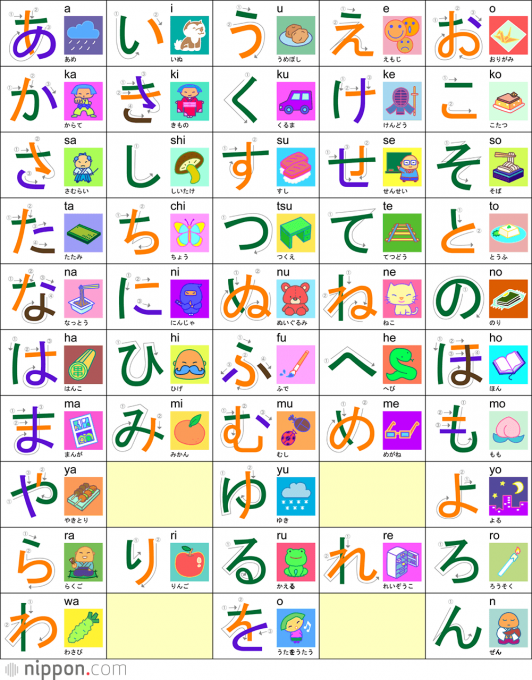 あ a あめ
い i いぬ
う u うめぼし
え e えもじ
お o おりがみ
か ka からて
き ki きもの
く ku くるま
け ke けんどう
こ ko こたつ
さ sa さむらい
し shi しいたけ
す su すし
せ se せんせい
そ so そば
た ta たたみ
ち chi ちょう
つ tsu つくえ
て te てつどう
と to とうふ
な na なっとう
に ni にんじゃ
ぬ nu ぬいぐるみ
ね ne ねこ
の no のり
は ha はんこ
ひ hi ひげ
ふ fu ふで
へ he へび
ほ ho ほん
ま ma まんが
み mi みかん
む mu むし
め me めがね
も mo もも
や ya やきとり
ゆ yu ゆき
よ yo よる
ら ra らくご
り ri りんご
る ru かえる
れ re れいぞうこ
ろ ro ろうそく
わ wa わさび
を o うたをうたう
ん n ぜん
nippon.com